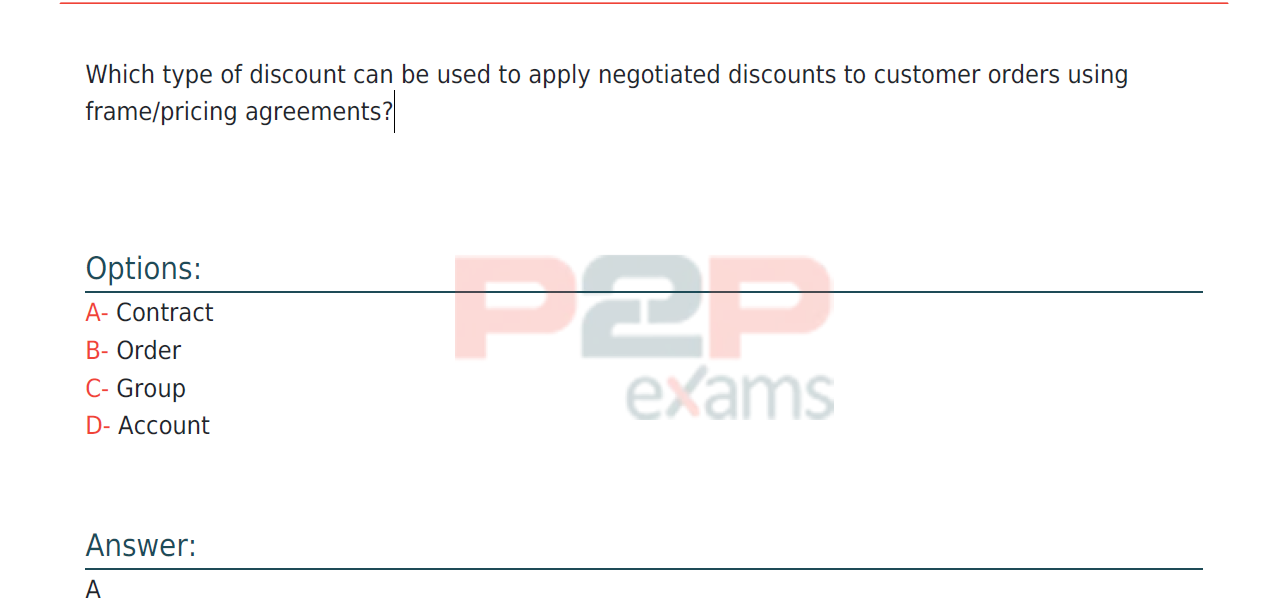 Which type of discount can be used to apply negotiated discounts to customer orders using
frame/pricing agreements?
Options:
P2P
exams
A- Contract
B- Order
C- Group
D- Account
Answer:
A